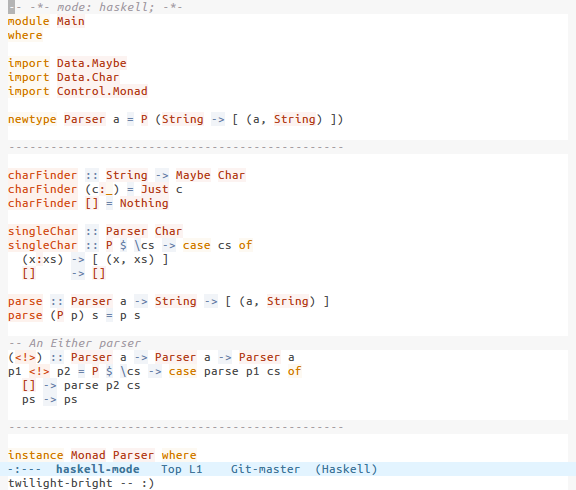 -- -*- mode: haskell; -*-
module Main
where
import Data.Maybe
import Data.Char
import Control.Monad
newtype Parser a = P (String -> [ (a, String) ])
------------------------------------------------
charFinder :: String -> Maybe Char
charFinder (c:_) = Just c
charFinder [] = Nothing
singleChar :: Parser Char
singleChar :: P $ \cs -> case cs of
  (x:xs) -> [ (x, xs) ]
  []     -> []
parse :: Parser a -> String -> [ (a, String) ]
parse (P p) s = p s
-- An Either parser
(<!>) :: Parser a -> Parser a -> Parser a
p1 <!> p2 = P $ \cs -> case parse p1 cs of
  [] -> parse p2 cs
  ps -> ps
------------------------------------------------
instance Monad Parser where
-:---  haskell-mode   Top L1    Git-master  (Haskell)
twilight-bright -- :)